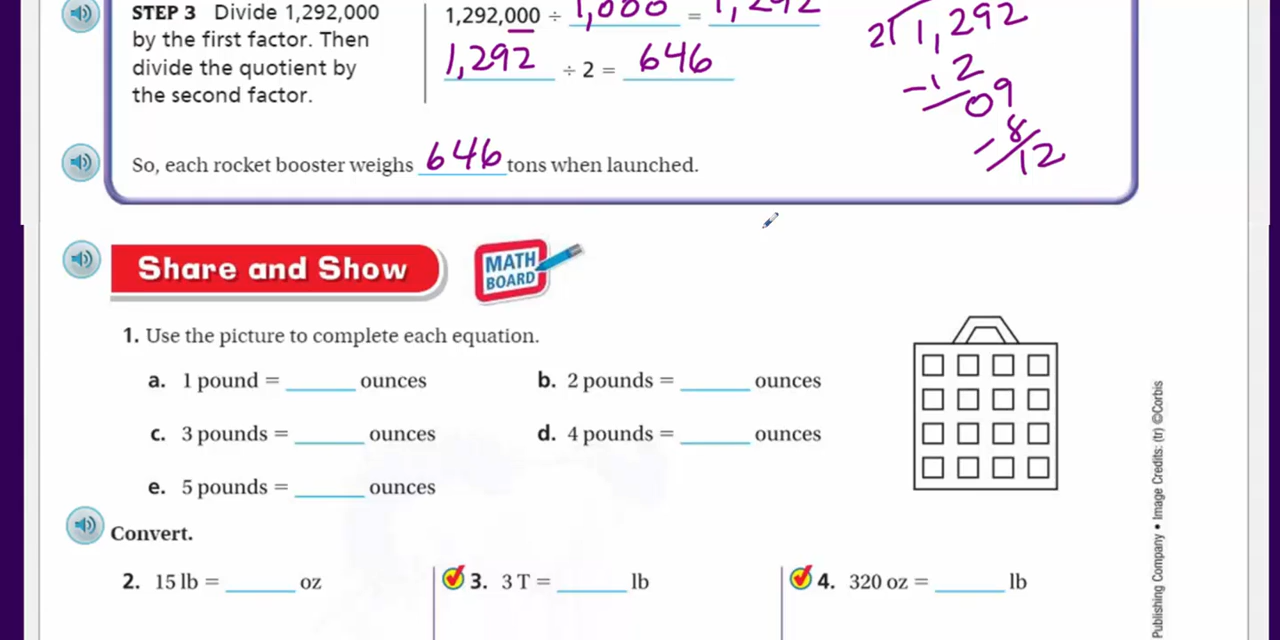 STEP 3 Divide 1,292,000
by the first factor. Then
divide the quotient by
the second factor.
1,292,000 ÷ 1,000 = 1,292
1,292 ÷ 2 = 646
2 1,292
-12
09
-8
12
So, each rocket booster weighs 646 tons when launched.
Share and Show
MATH
BOARD
1. Use the picture to complete each equation.
a. 1 pound = ______ ounces
b. 2 pounds = ______ ounces
c. 3 pounds = ______ ounces
d. 4 pounds = ______ ounces
e. 5 pounds = ______ ounces
Convert.
2. 15 lb = ______ oz
3. 3 T = ______ lb
4. 320 oz = ______ lb
Publishing Company • Image Credits: (tr) ©Corbis